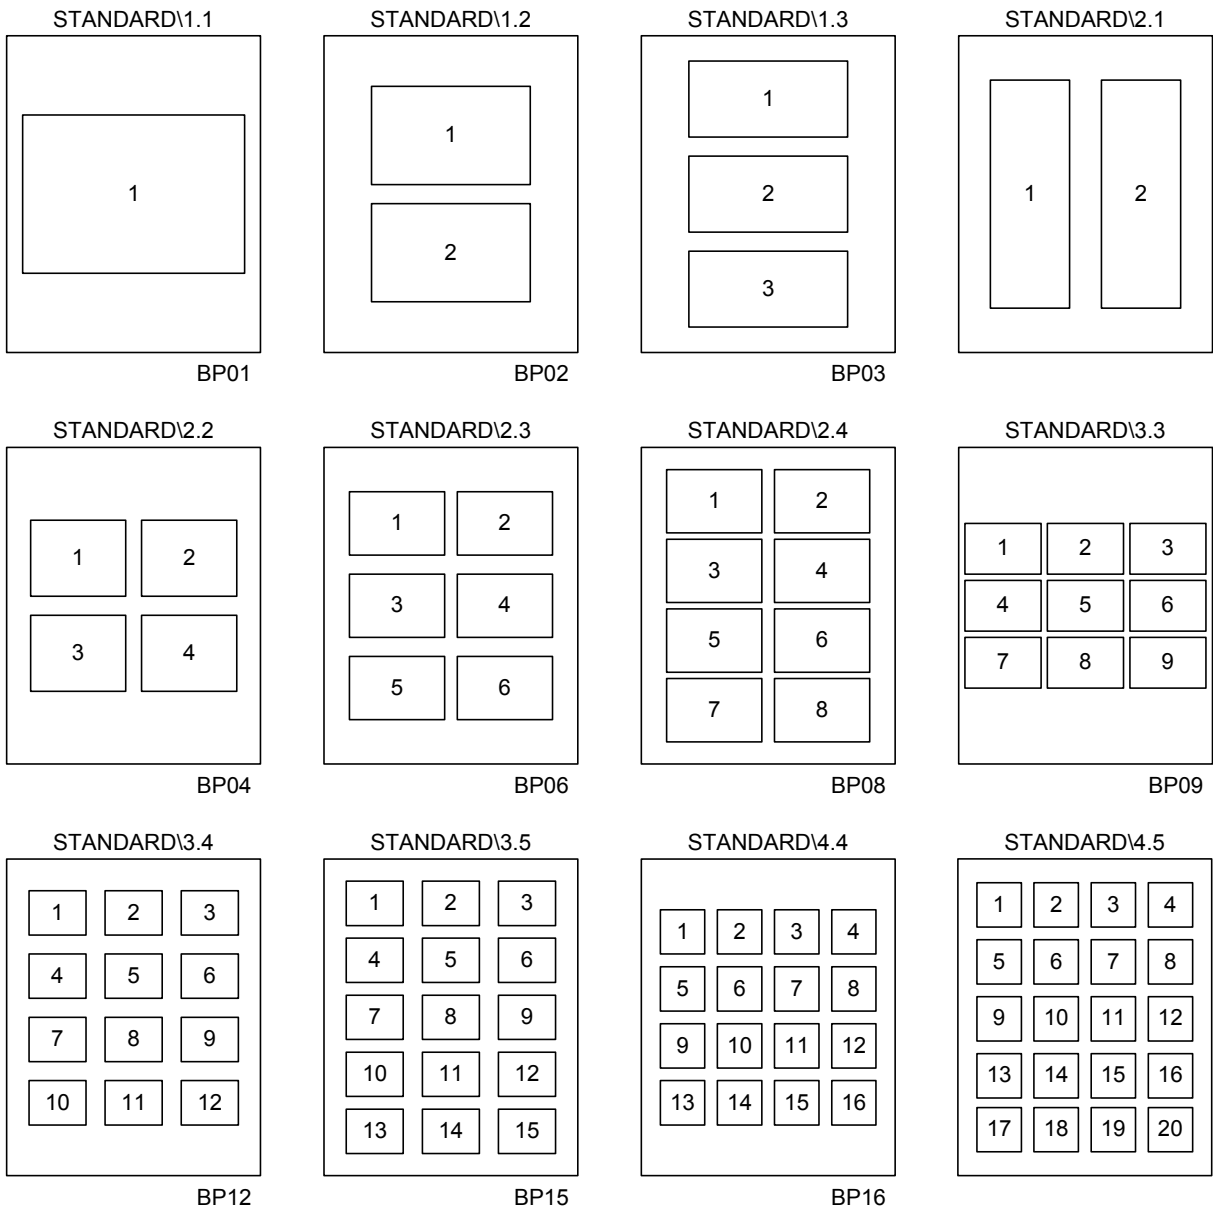 STANDARD\1.1 STANDARD\1.2 STANDARD\1.3 STANDARD\2.1
1
1
2
1
2
3
1 2
BP01 BP02 BP03
STANDARD\2.2 STANDARD\2.3 STANDARD\2.4 STANDARD\3.3
1 2
3 4
1 2
3 4
5 6
1 2
3 4
5 6
7 8
1 2 3
4 5 6
7 8 9
BP04 BP06 BP08 BP09
STANDARD\3.4 STANDARD\3.5 STANDARD\4.4 STANDARD\4.5
1 2 3
4 5 6
7 8 9
10 11 12
1 2 3
4 5 6
7 8 9
10 11 12
13 14 15
1 2 3 4
5 6 7 8
9 10 11 12
13 14 15 16
1 2 3 4
5 6 7 8
9 10 11 12
13 14 15 16
17 18 19 20
BP12 BP15 BP16